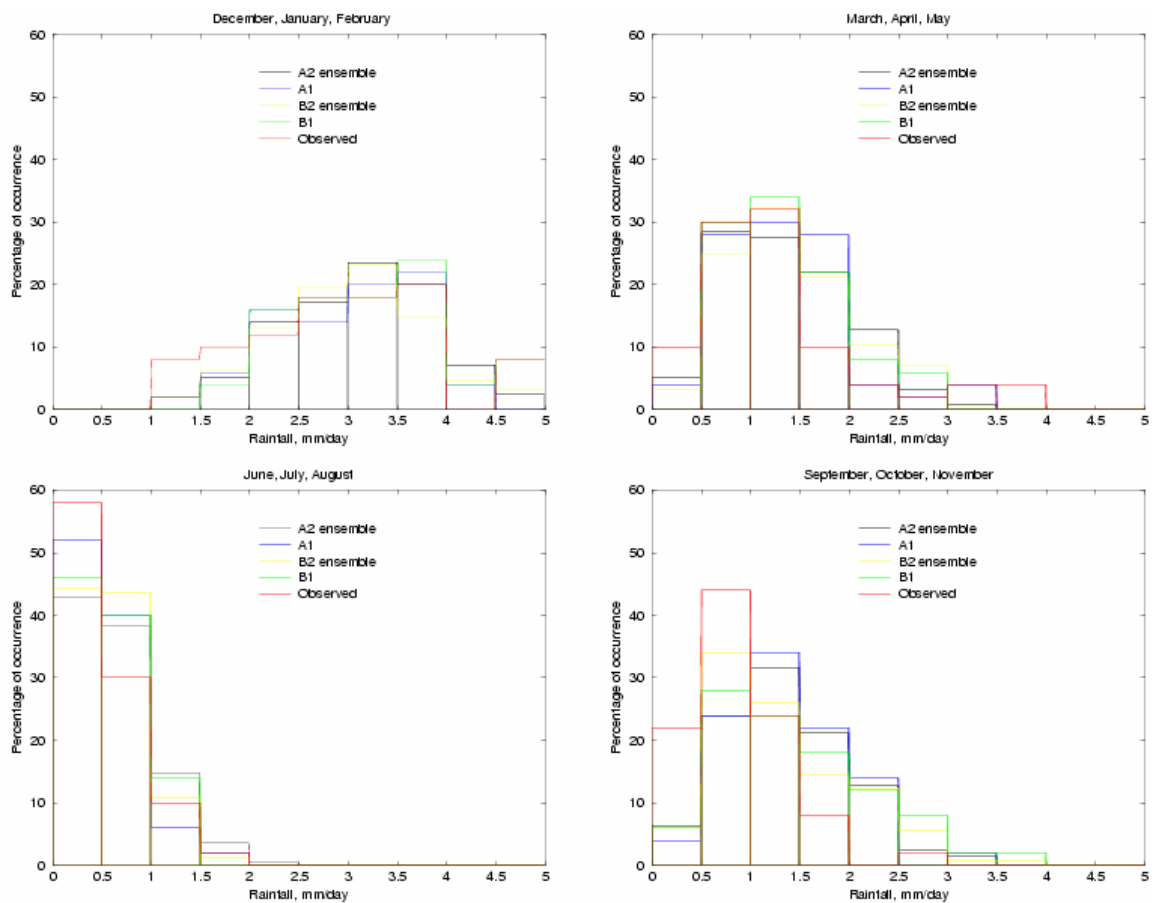 December, January, February
60
50
40
30
20
10
0
Percentage of occurrence
A2 ensemble
A1
B2 ensemble
B1
Observed
0 0.5 1 1.5 2 2.5 3 3.5 4 4.5 5
Rainfall, mm/day
March, April, May
60
50
40
30
20
10
0
Percentage of occurrence
A2 ensemble
A1
B2 ensemble
B1
Observed
0 0.5 1 1.5 2 2.5 3 3.5 4 4.5 5
Rainfall, mm/day
June, July, August
60
50
40
30
20
10
0
Percentage of occurrence
A2 ensemble
A1
B2 ensemble
B1
Observed
0 0.5 1 1.5 2 2.5 3 3.5 4 4.5 5
Rainfall, mm/day
September, October, November
60
50
40
30
20
10
0
Percentage of occurrence
A2 ensemble
A1
B2 ensemble
B1
Observed
0 0.5 1 1.5 2 2.5 3 3.5 4 4.5 5
Rainfall, mm/day